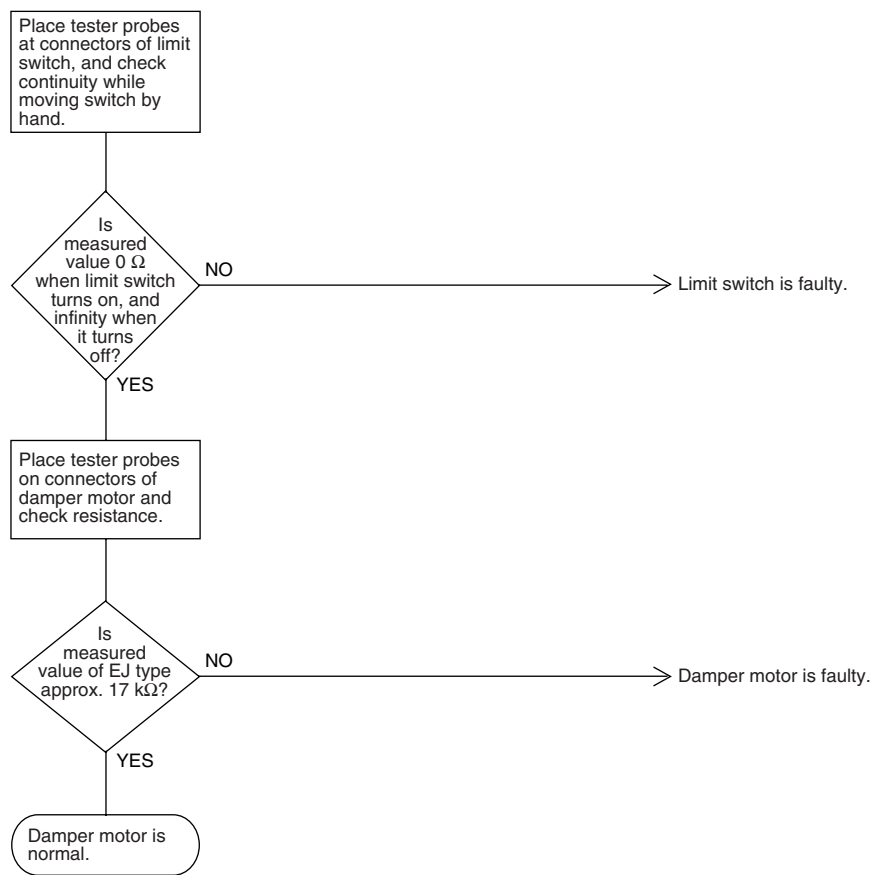 Place tester probes
at connectors of limit
switch, and check
continuity while
moving switch by
hand.
Is
measured
value 0 Ω
when limit switch
turns on, and
infinity when
it turns
off?
NO
Limit switch is faulty.
YES
Place tester probes
on connectors of
damper motor and
check resistance.
Is
measured
value of EJ type
approx. 17 kΩ?
NO
Damper motor is faulty.
YES
Damper motor is
normal.